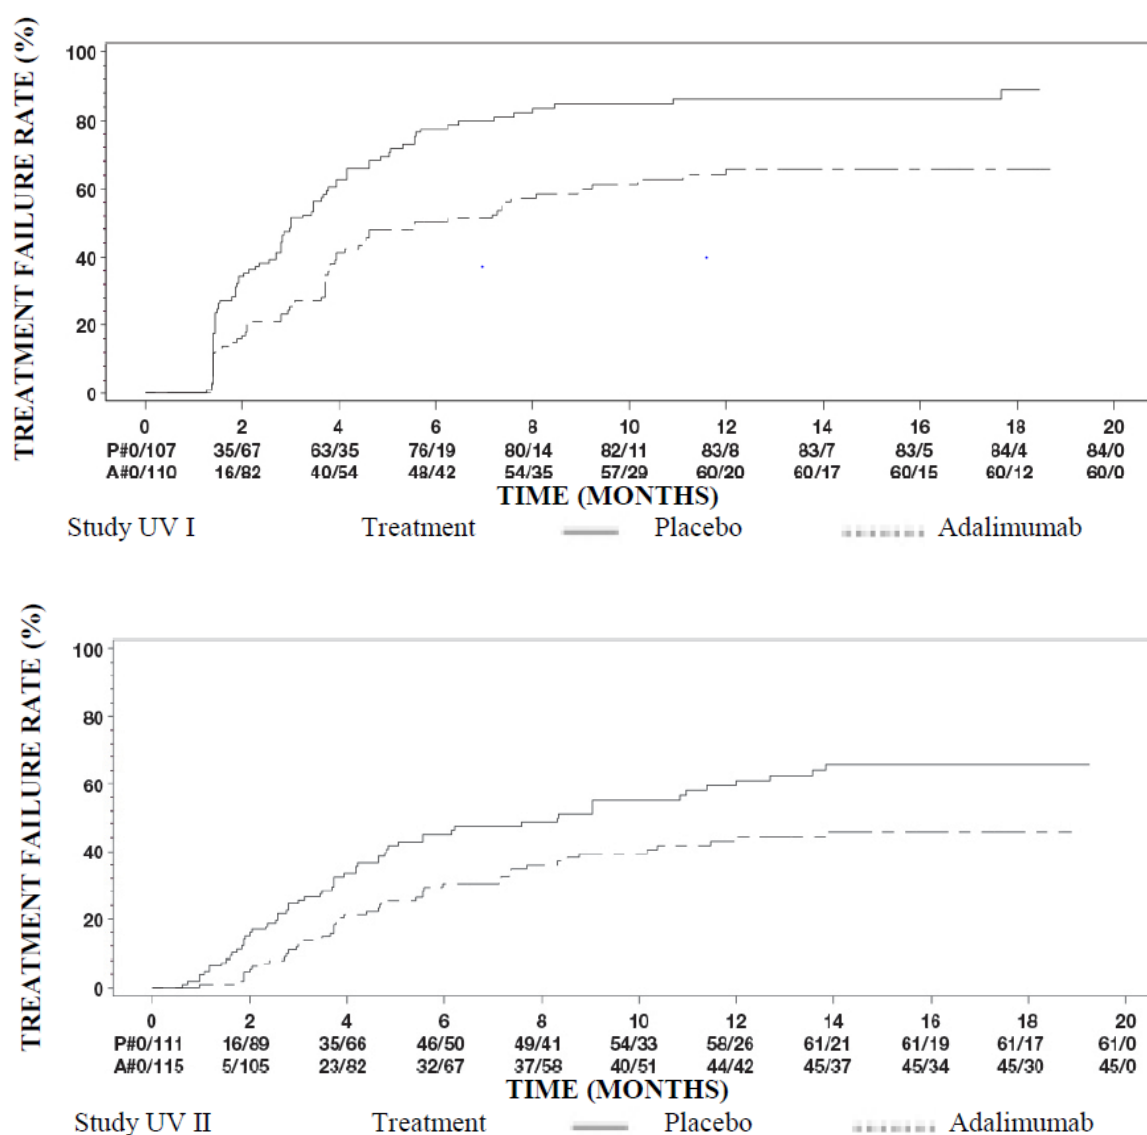 TREATMENT FAILURE RATE (%)
100
80
60
40
20
0
0 2 4 6 8 10 12 14 16 18 20
P#0/107 35/67 63/35 76/19 80/14 82/11 83/8 83/7 83/5 84/4 84/0
A#0/110 16/82 40/54 48/42 54/35 57/29 60/20 60/17 60/15 60/12 60/0
TIME (MONTHS)
Study UV I Treatment Placebo Adalimumab
TREATMENT FAILURE RATE (%)
100
80
60
40
20
0
0 2 4 6 8 10 12 14 16 18 20
P#0/111 16/89 35/66 46/50 49/41 54/33 58/26 61/21 61/19 61/17 61/0
A#0/115 5/105 23/82 32/67 37/58 40/51 44/42 45/37 45/34 45/30 45/0
TIME (MONTHS)
Study UV II Treatment Placebo Adalimumab